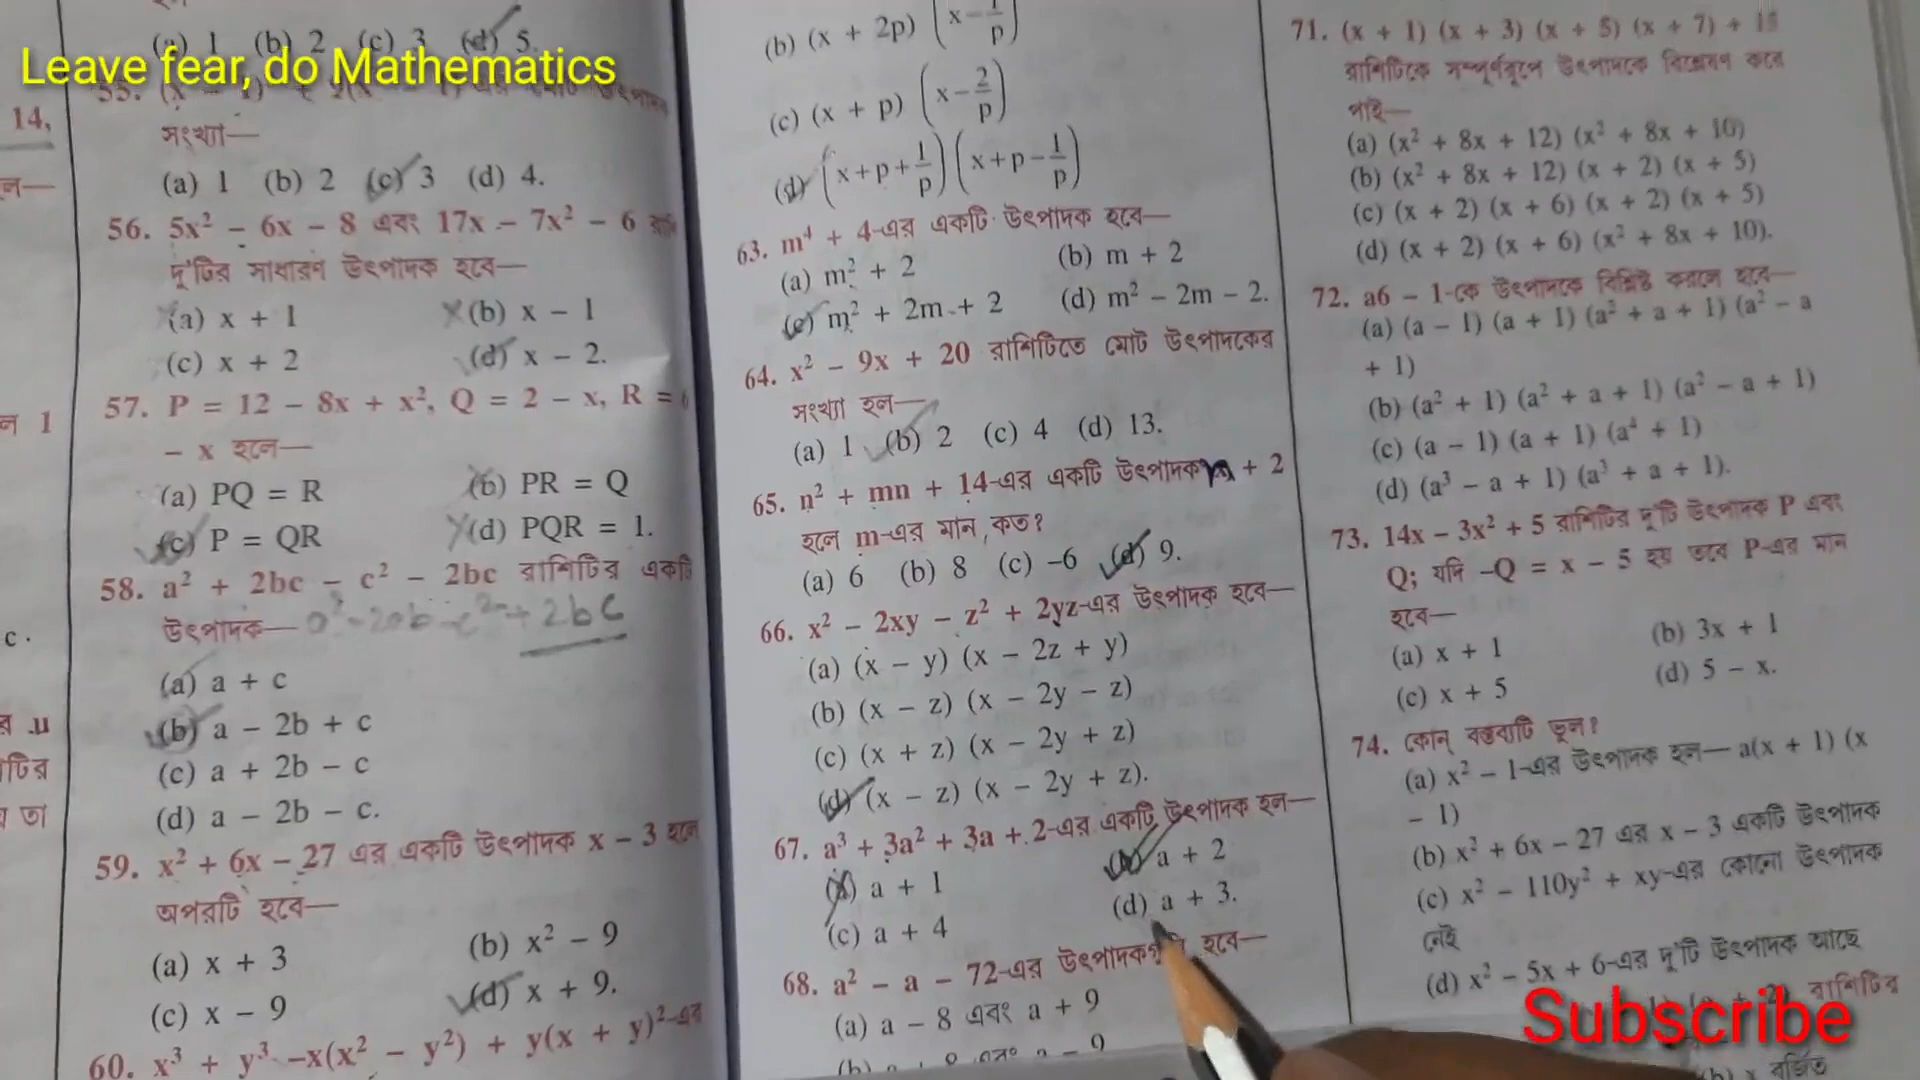 Leave fear, do Mathematics
(a) 1 (b) 2 (c) 3 (d) 5.
14,
সংখ্যা—
(a) 1 (b) 2 (c) 3 (d) 4.
56. 5x² – 6x – 8 এবং 17x – 7x² – 6
দু'টির সাধারণ উৎপাদক হবে—
(a) x + 1 (b) x – 1
(c) x + 2 (d) x – 2.
57. P = 12 – 8x + x², Q = 2 – x, R =
– x হলে—
(a) PQ = R (b) PR = Q
(c) P = QR (d) PQR = 1.
58. a² + 2bc – c² – 2bc রাশিটির একটি
উৎপাদক— a² – 2ab – c² + 2bc
(a) a + c
(b) a – 2b + c
(c) a + 2b – c
(d) a – 2b – c.
59. x² + 6x – 27 এর একটি উৎপাদক x – 3 হলে
অপরটি হবে—
(a) x + 3 (b) x² – 9
(c) x – 9 (d) x + 9.
60. x³ + y³ –x(x² – y²) + y(x + y)²-এর
(b) (x + 2p) (x – 1/p)
(c) (x + p) (x – 2/p)
(d) (x + p + 1/p) (x + p – 1/p)
63. m⁴ + 4-এর একটি উৎপাদক হবে—
(a) m² + 2 (b) m + 2
(c) m² + 2m + 2 (d) m² – 2m – 2.
64. x² – 9x + 20 রাশিটিতে মোট উৎপাদকের
সংখ্যা হল—
(a) 1 (b) 2 (c) 4 (d) 13.
65. n² + mn + 14-এর একটি উৎপাদক n + 2
হলে m-এর মান কত?
(a) 6 (b) 8 (c) –6 (d) 9.
66. x² – 2xy – z² + 2yz-এর উৎপাদক হবে—
(a) (x – y) (x – 2z + y)
(b) (x – z) (x – 2y – z)
(c) (x + z) (x – 2y + z)
(d) (x – z) (x – 2y + z).
67. a³ + 3a² + 3a + 2-এর একটি উৎপাদক হল—
(a) a + 1 (b) a + 2
(c) a + 4 (d) a + 3.
68. a² – a – 72-এর হবে—
(a) a – 8 এবং a + 9
71. (x + 1) (x + 3) (x + 5) (x + 7) + 15
রাশিটিকে সম্পূর্ণরূপে উৎপাদকে বিশ্লেষণ করে
পাই—
(a) (x² + 8x + 12) (x² + 8x + 10)
(b) (x² + 8x + 12) (x + 2) (x + 5)
(c) (x + 2) (x + 6) (x + 2) (x + 5)
(d) (x + 2) (x + 6) (x² + 8x + 10).
72. a6 – 1-কে উৎপাদকে বিশ্লিষ্ট করলে হবে—
(a) (a – 1) (a + 1) (a² + a + 1) (a² – a
+ 1)
(b) (a² + 1) (a² + a + 1) (a² – a + 1)
(c) (a – 1) (a + 1) (a⁴ + 1)
(d) (a³ – a + 1) (a³ + a + 1).
73. 14x – 3x² + 5 রাশিটির দু'টি উৎপাদক P এবং
Q; যদি –Q = x – 5 হয় তবে P-এর মান
হবে—
(a) x + 1 (b) 3x + 1
(c) x + 5 (d) 5 – x.
74. কোন্ বক্তব্যটি ভুল?
(a) x² – 1-এর উৎপাদক হল— a(x + 1) (x
– 1)
(b) x² + 6x – 27 এর x – 3 একটি উৎপাদক
(c) x² – 110y² + xy-এর কোনো উৎপাদক
নেই
(d) x² – 5x + 6-এর দু'টি উৎপাদক আছে
রাশিটির
Subscribe